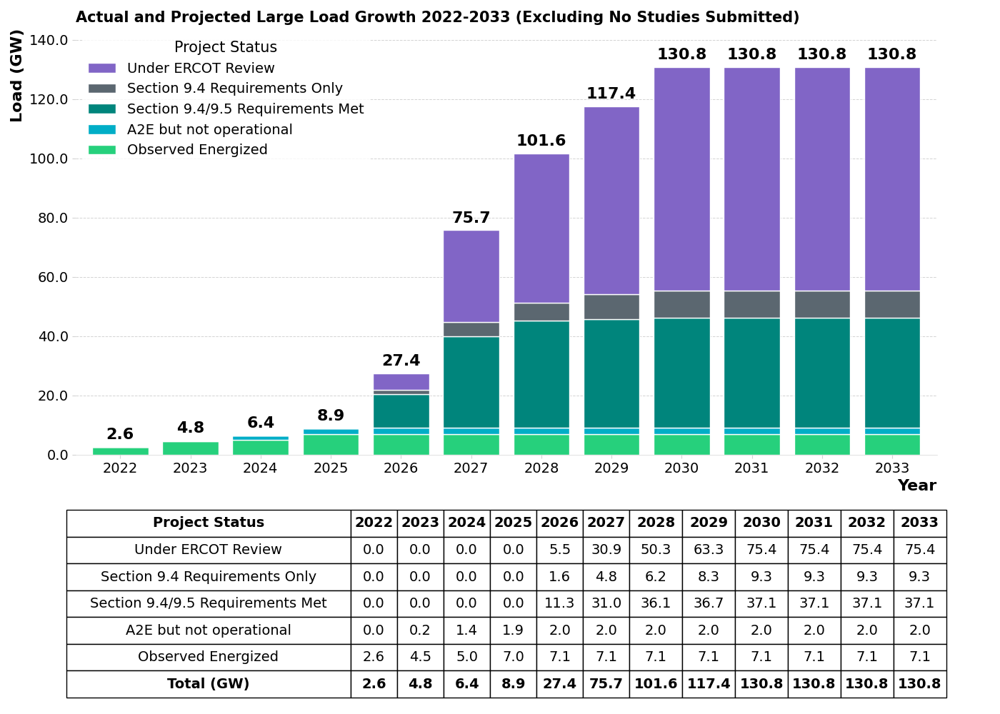 Actual and Projected Large Load Growth 2022-2033 (Excluding No Studies Submitted)
Load (GW)
140.0
120.0
100.0
80.0
60.0
40.0
20.0
0.0
Project Status
Under ERCOT Review
Section 9.4 Requirements Only
Section 9.4/9.5 Requirements Met
A2E but not operational
Observed Energized
2.6 4.8 6.4 8.9 27.4 75.7 101.6 117.4 130.8 130.8 130.8 130.8
2022 2023 2024 2025 2026 2027 2028 2029 2030 2031 2032 2033
Year
Project Status 2022 2023 2024 2025 2026 2027 2028 2029 2030 2031 2032 2033
Under ERCOT Review 0.0 0.0 0.0 0.0 5.5 30.9 50.3 63.3 75.4 75.4 75.4 75.4
Section 9.4 Requirements Only 0.0 0.0 0.0 0.0 1.6 4.8 6.2 8.3 9.3 9.3 9.3 9.3
Section 9.4/9.5 Requirements Met 0.0 0.0 0.0 0.0 11.3 31.0 36.1 36.7 37.1 37.1 37.1 37.1
A2E but not operational 0.0 0.2 1.4 1.9 2.0 2.0 2.0 2.0 2.0 2.0 2.0 2.0
Observed Energized 2.6 4.5 5.0 7.0 7.1 7.1 7.1 7.1 7.1 7.1 7.1 7.1
Total (GW) 2.6 4.8 6.4 8.9 27.4 75.7 101.6 117.4 130.8 130.8 130.8 130.8